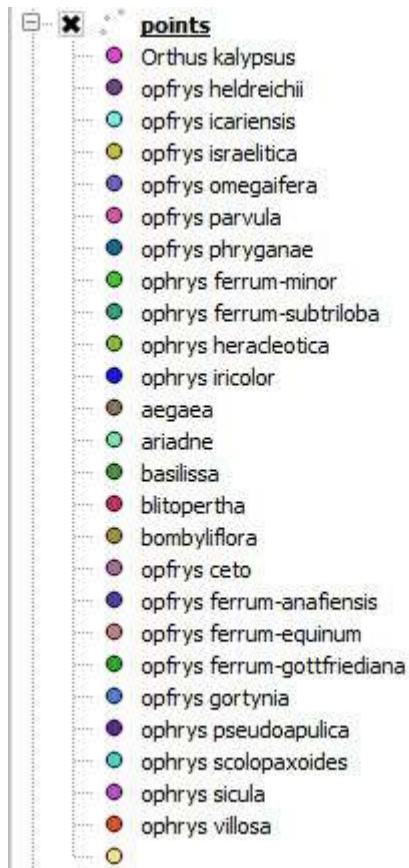 points
Orthus kalypsus
opfrys heldreichii
opfrys icariensis
opfrys israelitica
opfrys omegaifera
opfrys parvula
opfrys phryganae
ophrys ferrum-minor
ophrys ferrum-subtriloba
ophrys heracleotica
ophrys iricolor
aegaea
ariadne
basilissa
blitopertha
bombyliflora
opfrys ceto
opfrys ferrum-anafiensis
opfrys ferrum-equinum
opfrys ferrum-gottfriediana
opfrys gortynia
ophrys pseudoapulica
ophrys scolopaxoides
ophrys sicula
ophrys villosa